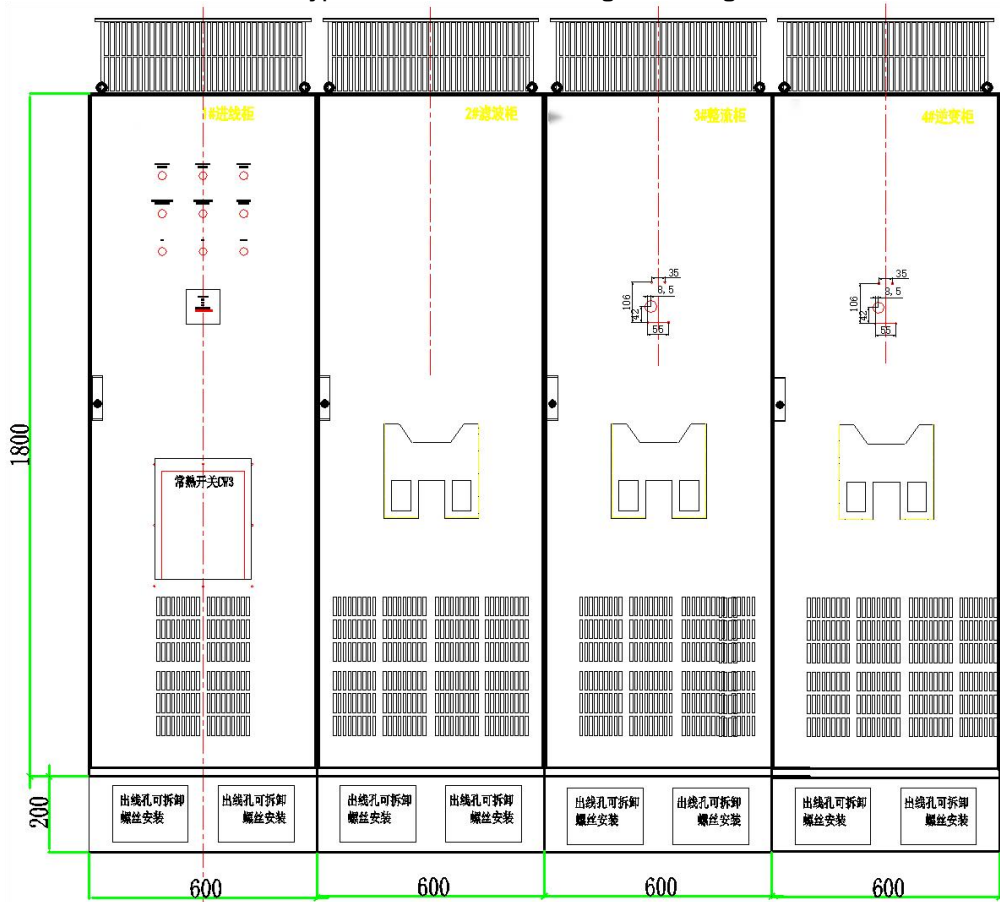 1#进线柜
2#滤波柜
3#整流柜
4#逆变柜
35
8,5
106
42
55
35
8,5
106
42
55
1800
常熟开关CW3
200
出线孔可拆卸
螺丝安装
出线孔可拆卸
螺丝安装
出线孔可拆卸
螺丝安装
出线孔可拆卸
螺丝安装
出线孔可拆卸
螺丝安装
出线孔可拆卸
螺丝安装
出线孔可拆卸
螺丝安装
出线孔可拆卸
螺丝安装
600
600
600
600